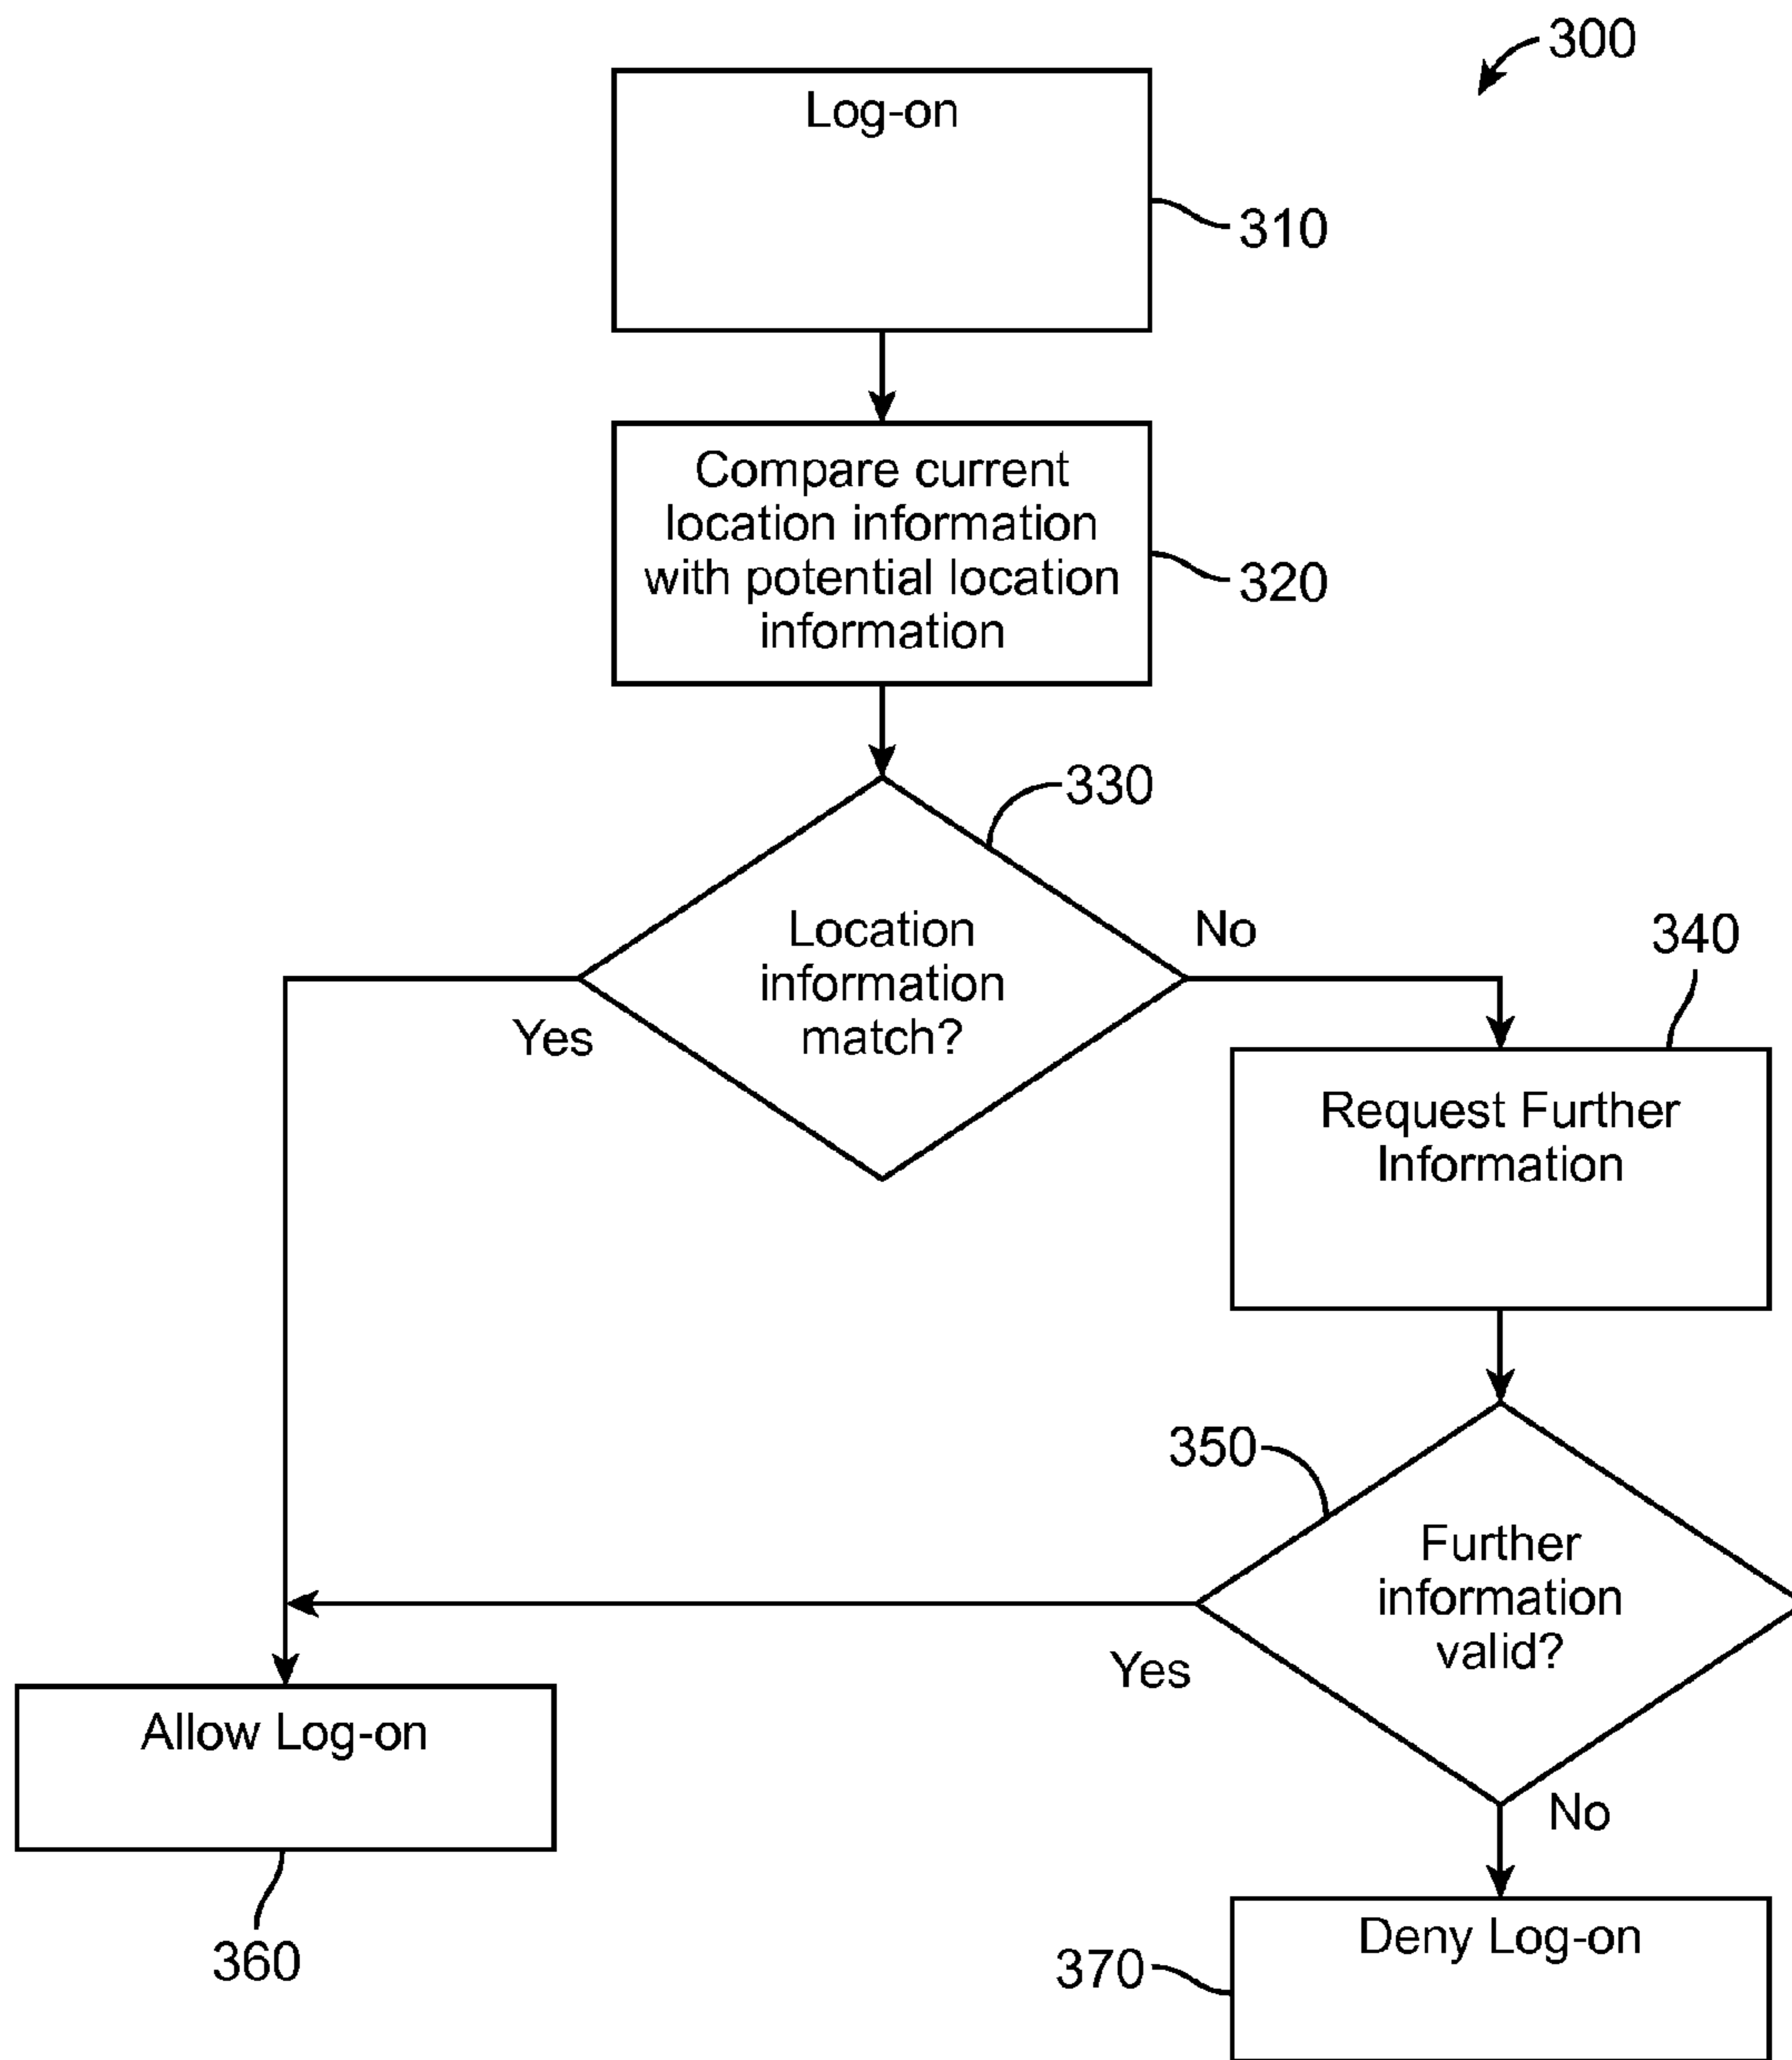 300
Log-on
310
Compare current
location information
with potential location
information
320
330
Location
information
match?
No
Yes
340
Request Further
Information
350
Further
information
valid?
Yes
No
Allow Log-on
360
Deny Log-on
370